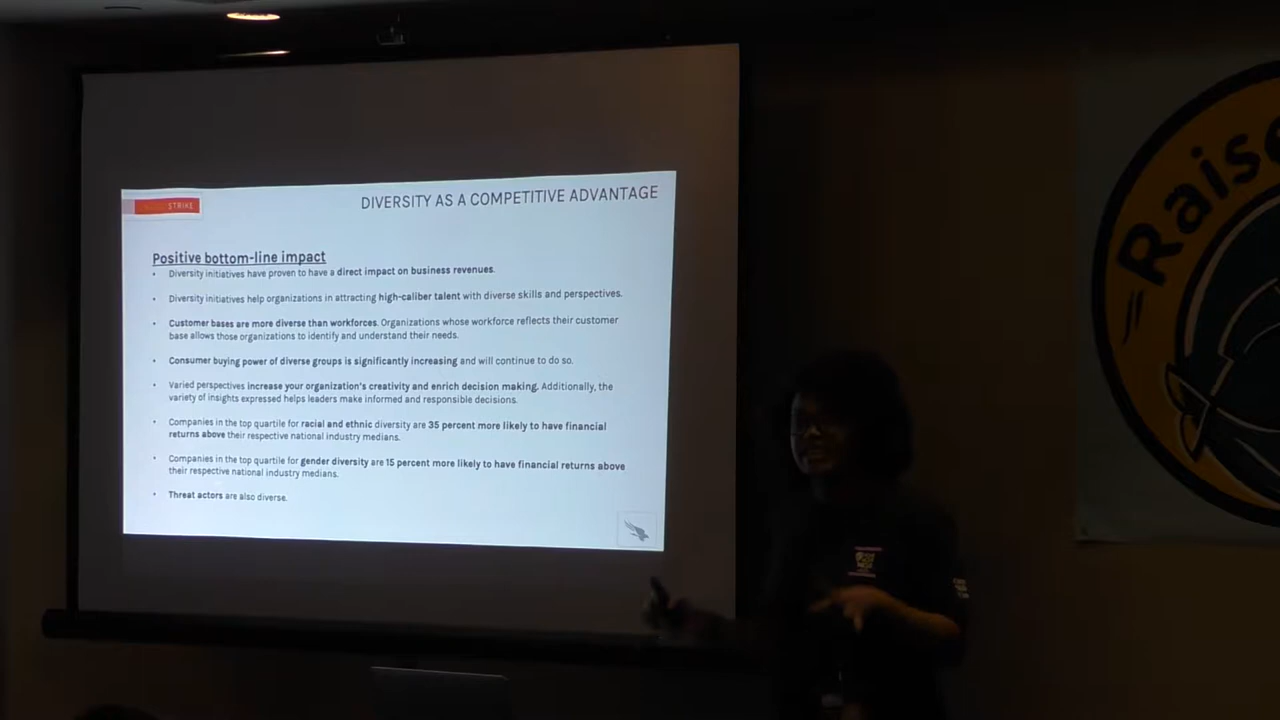 STRIKE
DIVERSITY AS A COMPETITIVE ADVANTAGE
Positive bottom-line impact
• Diversity initiatives have proven to have a direct impact on business revenues.
• Diversity initiatives help organizations in attracting high-caliber talent with diverse skills and perspectives.
• Customer bases are more diverse than workforces. Organizations whose workforce reflects their customer
base allows those organizations to identify and understand their needs.
• Consumer buying power of diverse groups is significantly increasing and will continue to do so.
• Varied perspectives increase your organization's creativity and enrich decision making. Additionally, the
variety of insights expressed helps leaders make informed and responsible decisions.
• Companies in the top quartile for racial and ethnic diversity are 35 percent more likely to have financial
returns above their respective national industry medians.
• Companies in the top quartile for gender diversity are 15 percent more likely to have financial returns above
their respective national industry medians.
• Threat actors are also diverse.
Raise